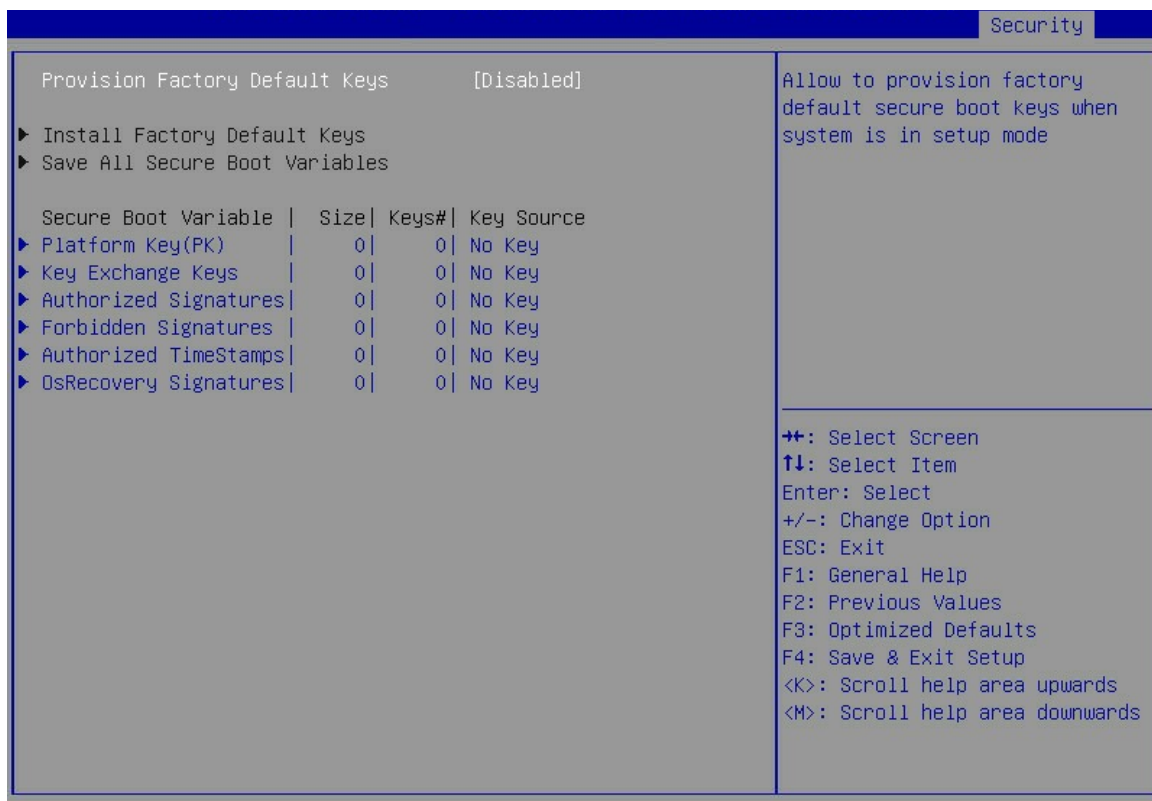 Security
Provision Factory Default Keys [Disabled]
▶ Install Factory Default Keys
▶ Save All Secure Boot Variables
Secure Boot Variable | Size| Keys#| Key Source
▶ Platform Key(PK) | 0| 0| No Key
▶ Key Exchange Keys | 0| 0| No Key
▶ Authorized Signatures| 0| 0| No Key
▶ Forbidden Signatures | 0| 0| No Key
▶ Authorized TimeStamps| 0| 0| No Key
▶ OsRecovery Signatures| 0| 0| No Key
Allow to provision factory
default secure boot keys when
system is in setup mode
→←: Select Screen
↑↓: Select Item
Enter: Select
+/-: Change Option
ESC: Exit
F1: General Help
F2: Previous Values
F3: Optimized Defaults
F4: Save & Exit Setup
<K>: Scroll help area upwards
<M>: Scroll help area downwards